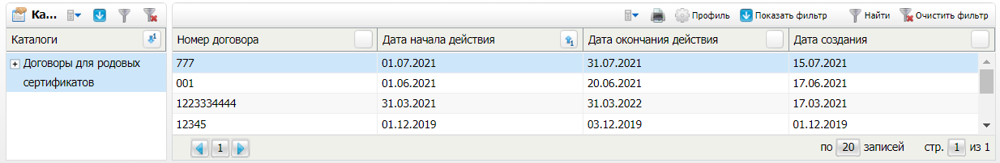 Ка... Профиль Показать фильтр Найти Очистить фильтр
Каталоги Номер договора Дата начала действия 1 Дата окончания действия Дата создания
Договоры для родовых
сертификатов
777 01.07.2021 31.07.2021 15.07.2021
001 01.06.2021 20.06.2021 17.06.2021
1223334444 31.03.2021 31.03.2022 17.03.2021
12345 01.12.2019 03.12.2019 01.12.2019
1 по 20 записей стр. 1 из 1